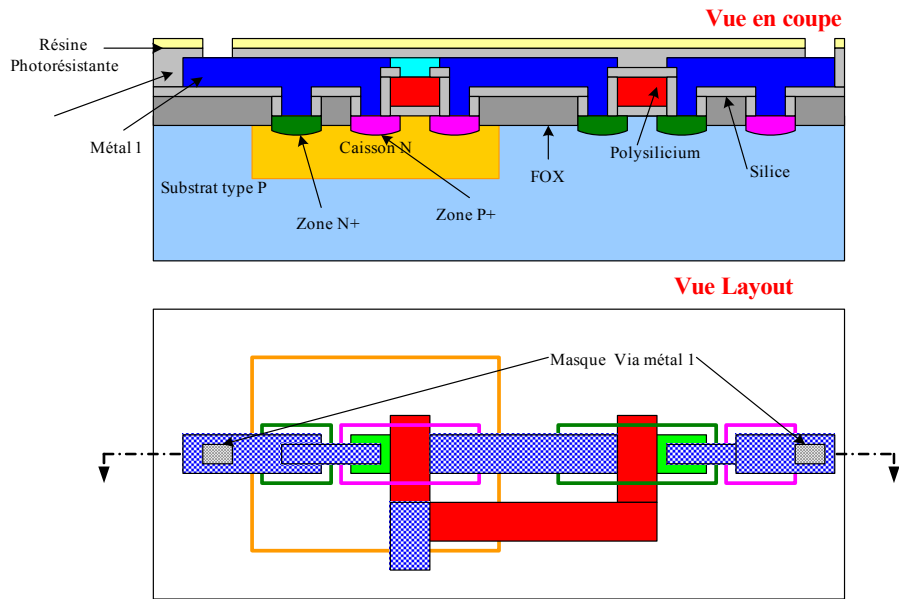 Vue en coupe
Résine
Photorésistante
Métal 1
Caisson N
Substrat type P
Zone N+
Zone P+
FOX
Polysilicium
Silice
Vue Layout
Masque Via métal 1